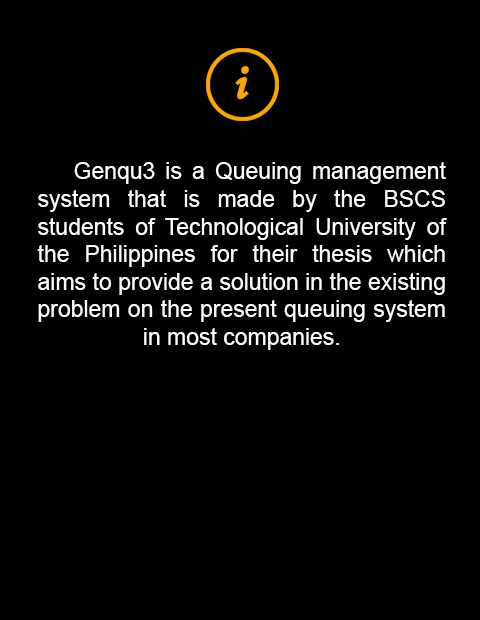 i
Genqu3 is a Queuing management
system that is made by the BSCS
students of Technological University of
the Philippines for their thesis which
aims to provide a solution in the existing
problem on the present queuing system
in most companies.